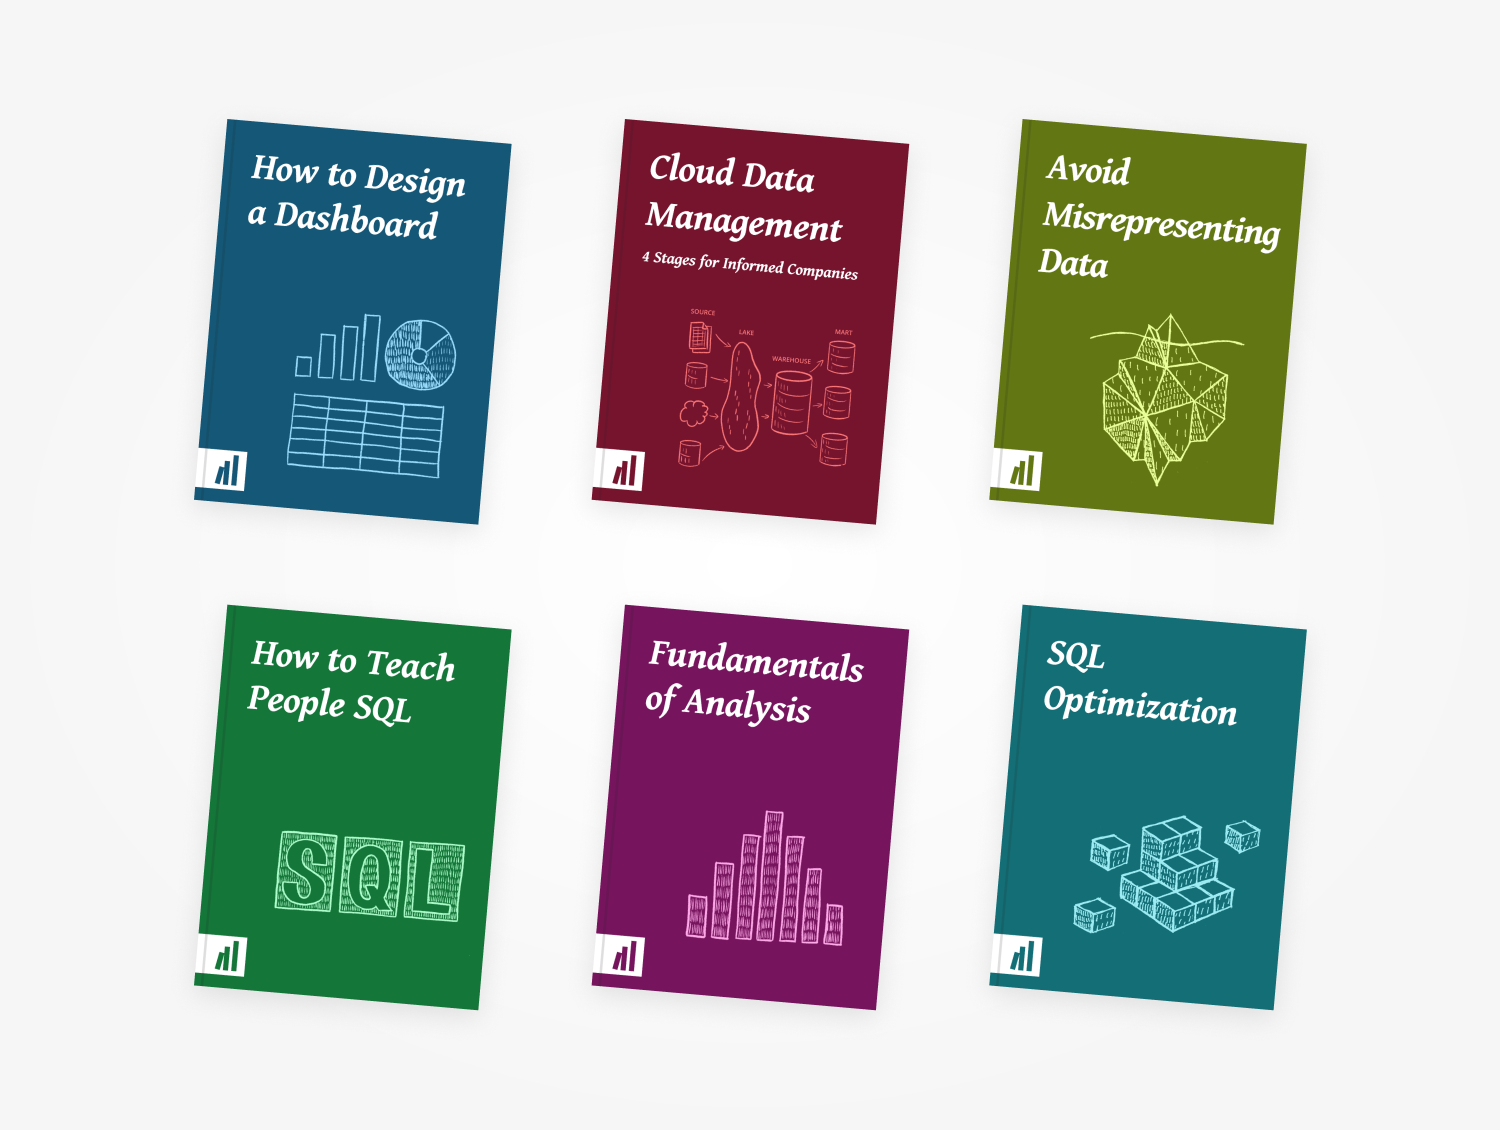 How to Design
a Dashboard
Cloud Data
Management
4 Stages for Informed Companies
SOURCE
LAKE
WAREHOUSE
MART
Avoid
Misrepresenting
Data
How to Teach
People SQL
SQL
Fundamentals
of Analysis
SQL
Optimization